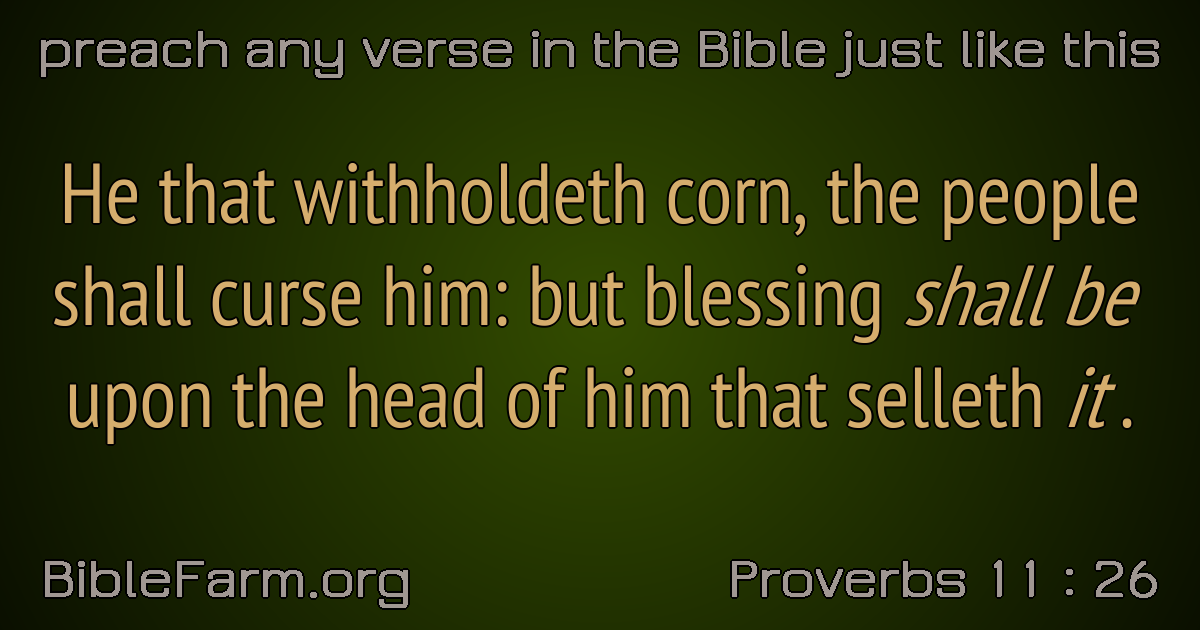 preach any verse in the Bible just like this
He that withholdeth corn, the people
shall curse him: but blessing shall be
upon the head of him that selleth it .
BibleFarm.org
Proverbs 11 : 26